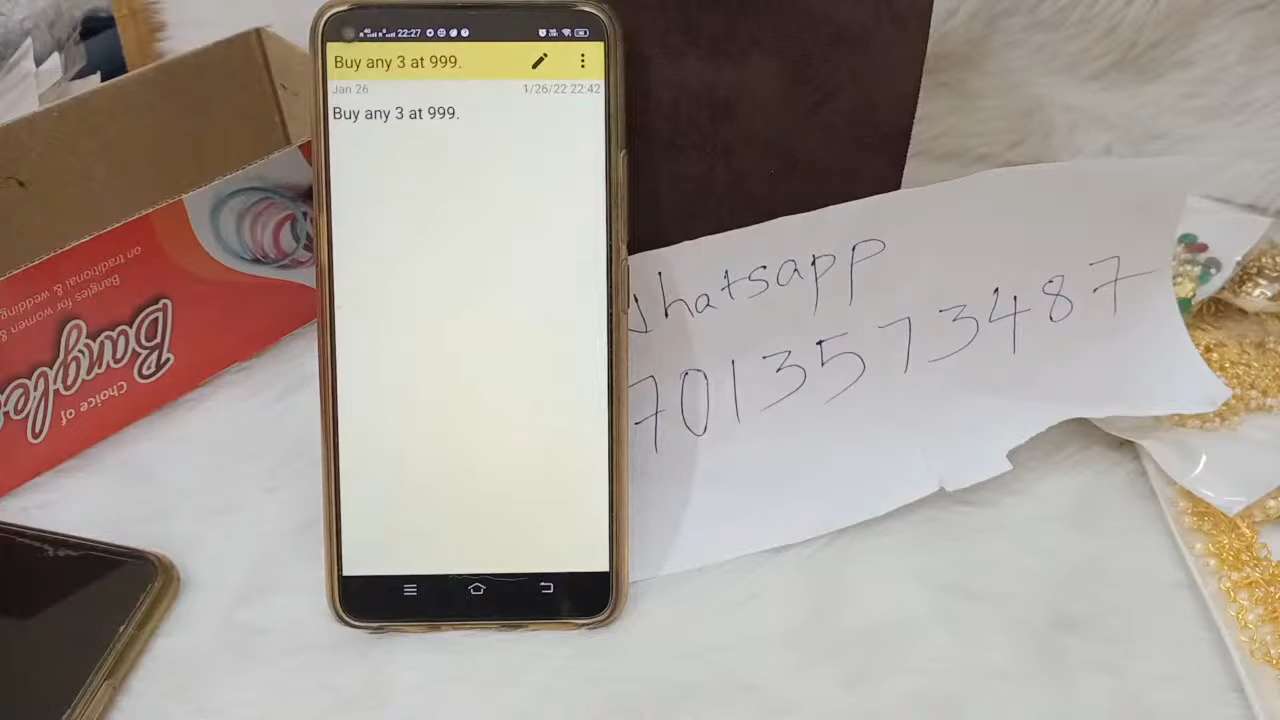 22:27
Buy any 3 at 999.
Jan 26 1/26/22 22:42
Buy any 3 at 999.
whatsapp
7013573487
Choice of
Bangles
Bangles for women &
on traditional & wedding